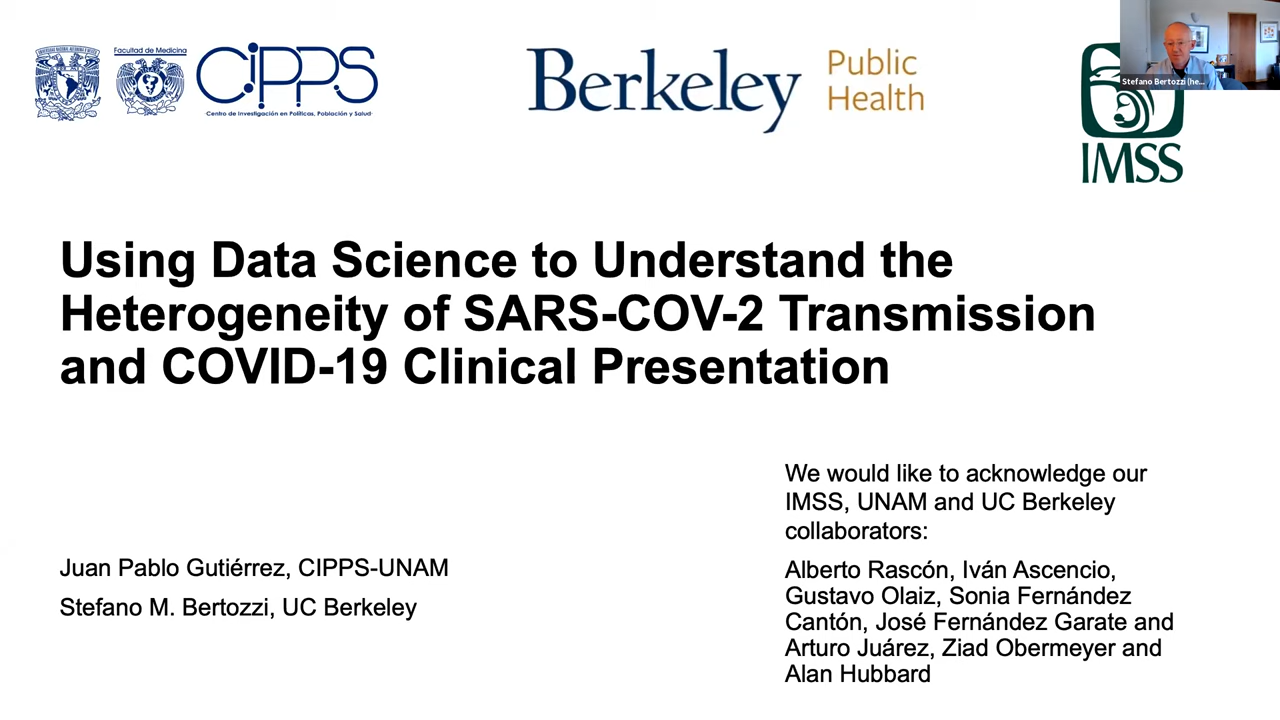 Facultad de Medicina
CiPPS
·Centro de Investigación en Políticas, Población y Salud·
Berkeley
Public
Health
IMSS
Stefano Bertozzi (he...
Using Data Science to Understand the
Heterogeneity of SARS-COV-2 Transmission
and COVID-19 Clinical Presentation
Juan Pablo Gutiérrez, CIPPS-UNAM
Stefano M. Bertozzi, UC Berkeley
We would like to acknowledge our
IMSS, UNAM and UC Berkeley
collaborators:
Alberto Rascón, Iván Ascencio,
Gustavo Olaiz, Sonia Fernández
Cantón, José Fernández Garate and
Arturo Juárez, Ziad Obermeyer and
Alan Hubbard